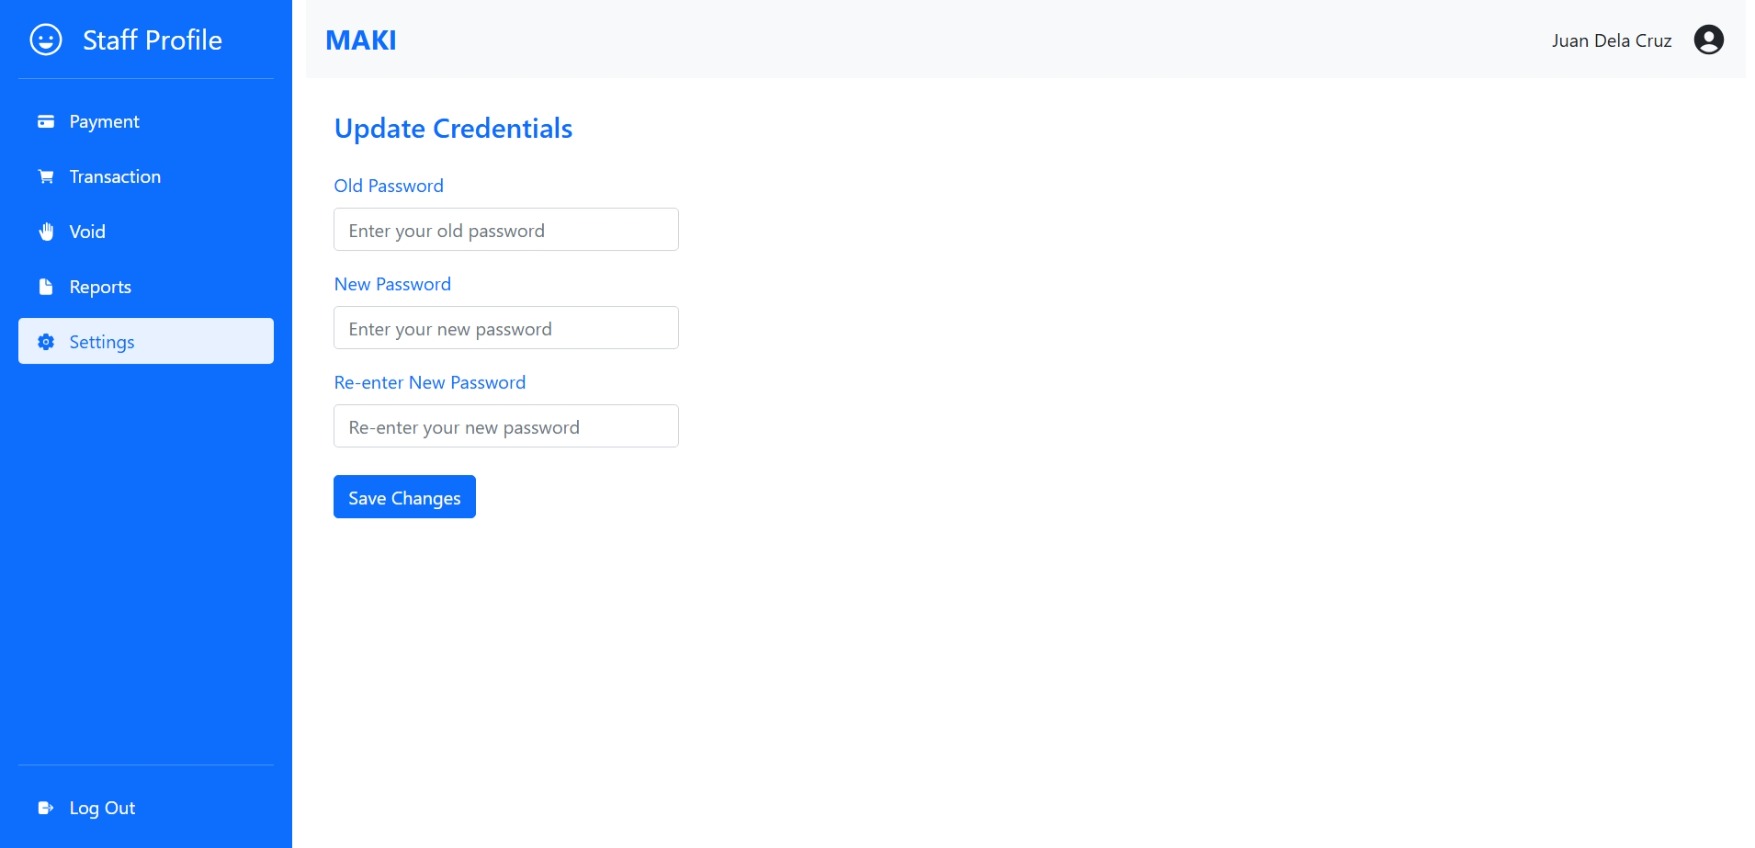 Staff Profile
MAKI
Juan Dela Cruz
Payment
Transaction
Void
Reports
Settings
Log Out
Update Credentials
Old Password
Enter your old password
New Password
Enter your new password
Re-enter New Password
Re-enter your new password
Save Changes